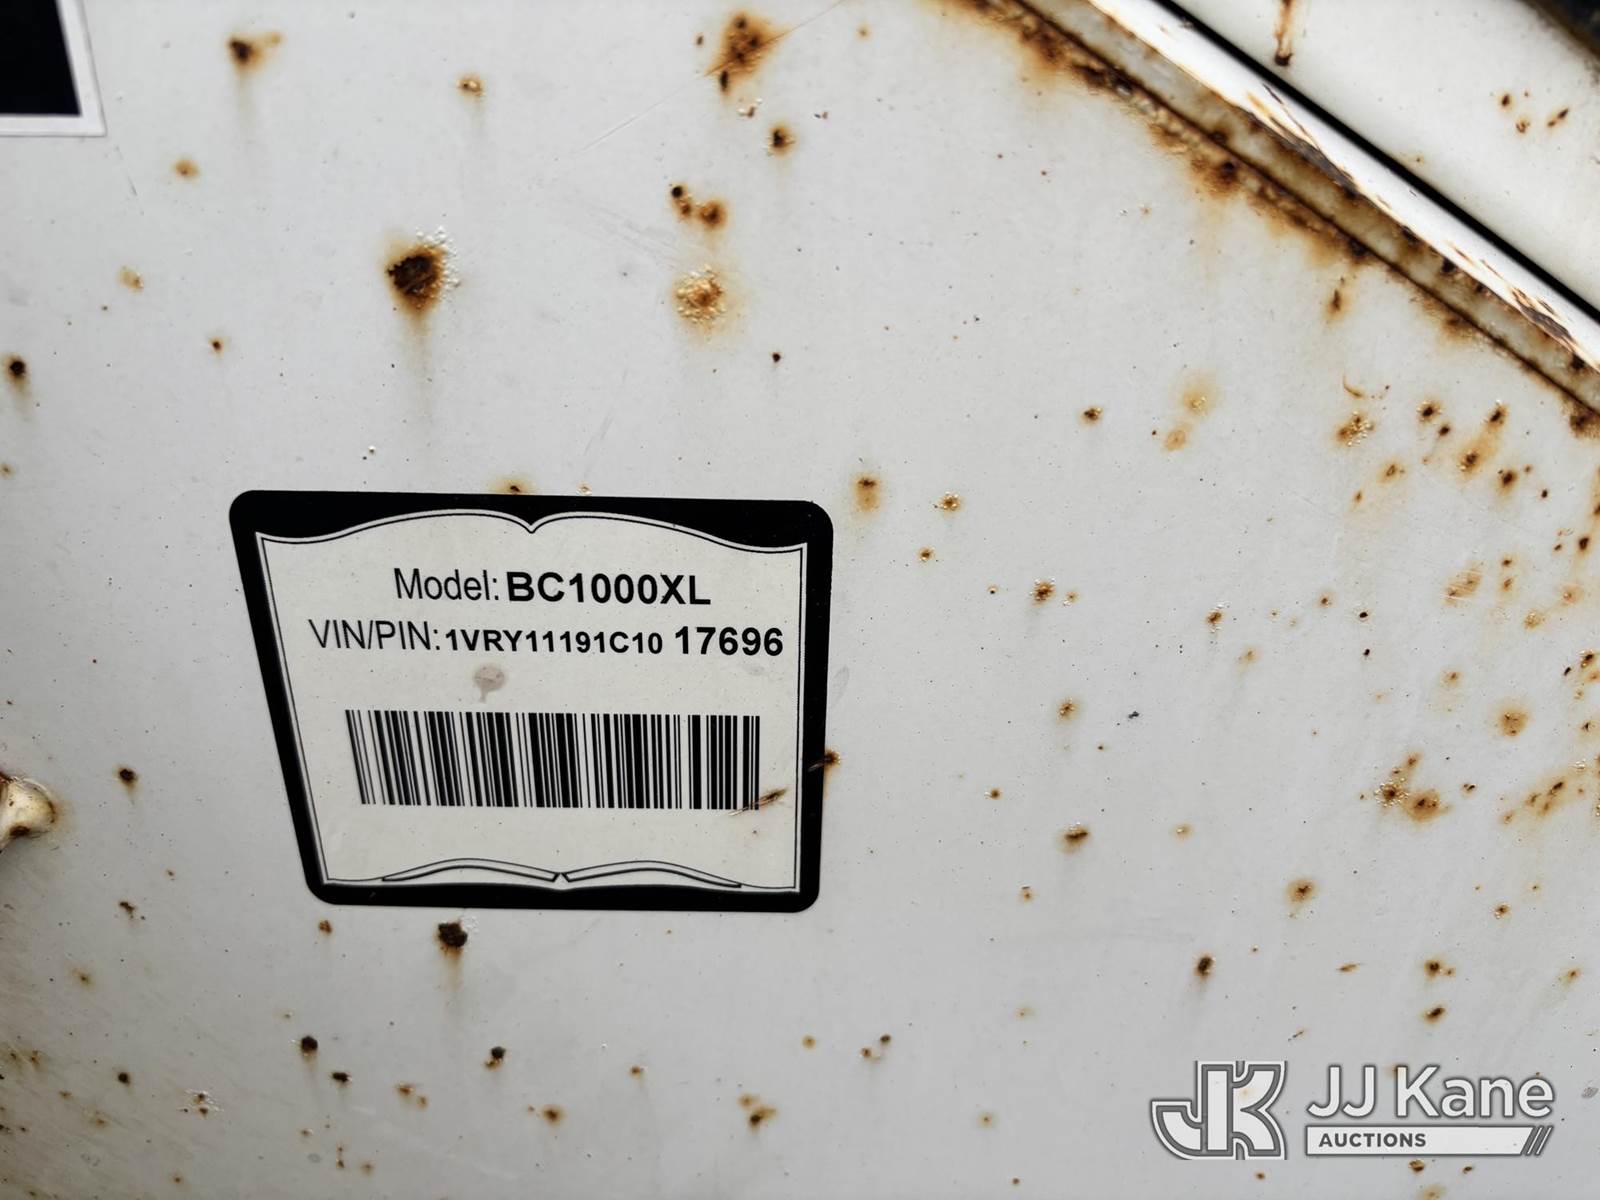 Model: BC1000XL
VIN/PIN: 1VRY11191C10 17696
JJ Kane
AUCTIONS